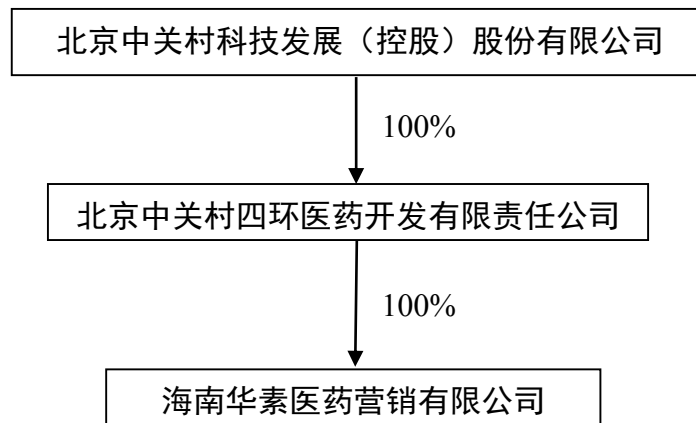 北京中关村科技发展（控股）股份有限公司
100%
北京中关村四环医药开发有限责任公司
100%
海南华素医药营销有限公司